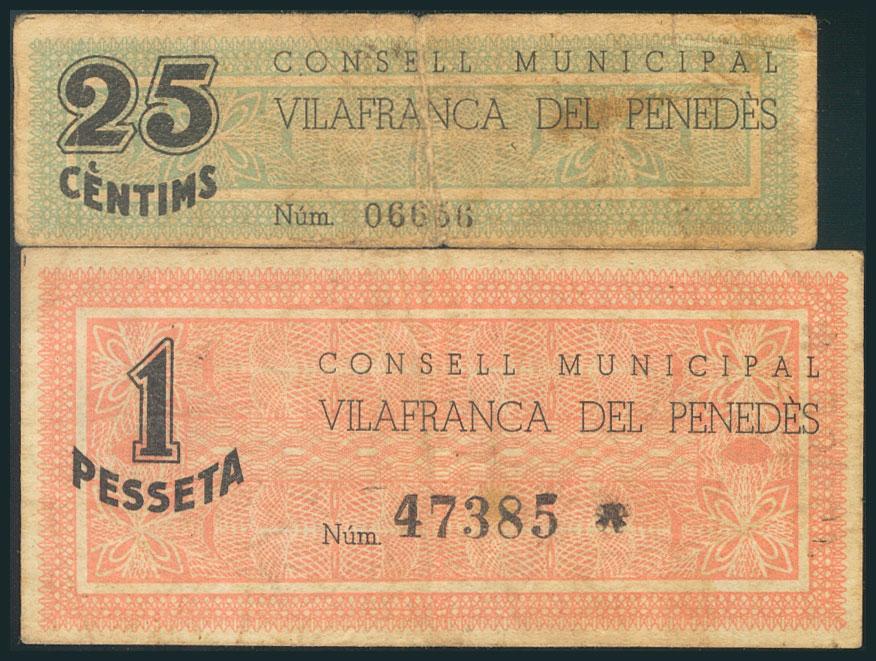 25
CÈNTIMS
CONSELL MUNICIPAL
VILAFRANCA DEL PENEDÈS
Núm. 06656
1
PESSETA
CONSELL MUNICIPAL
VILAFRANCA DEL PENEDÈS
Núm. 47385 *